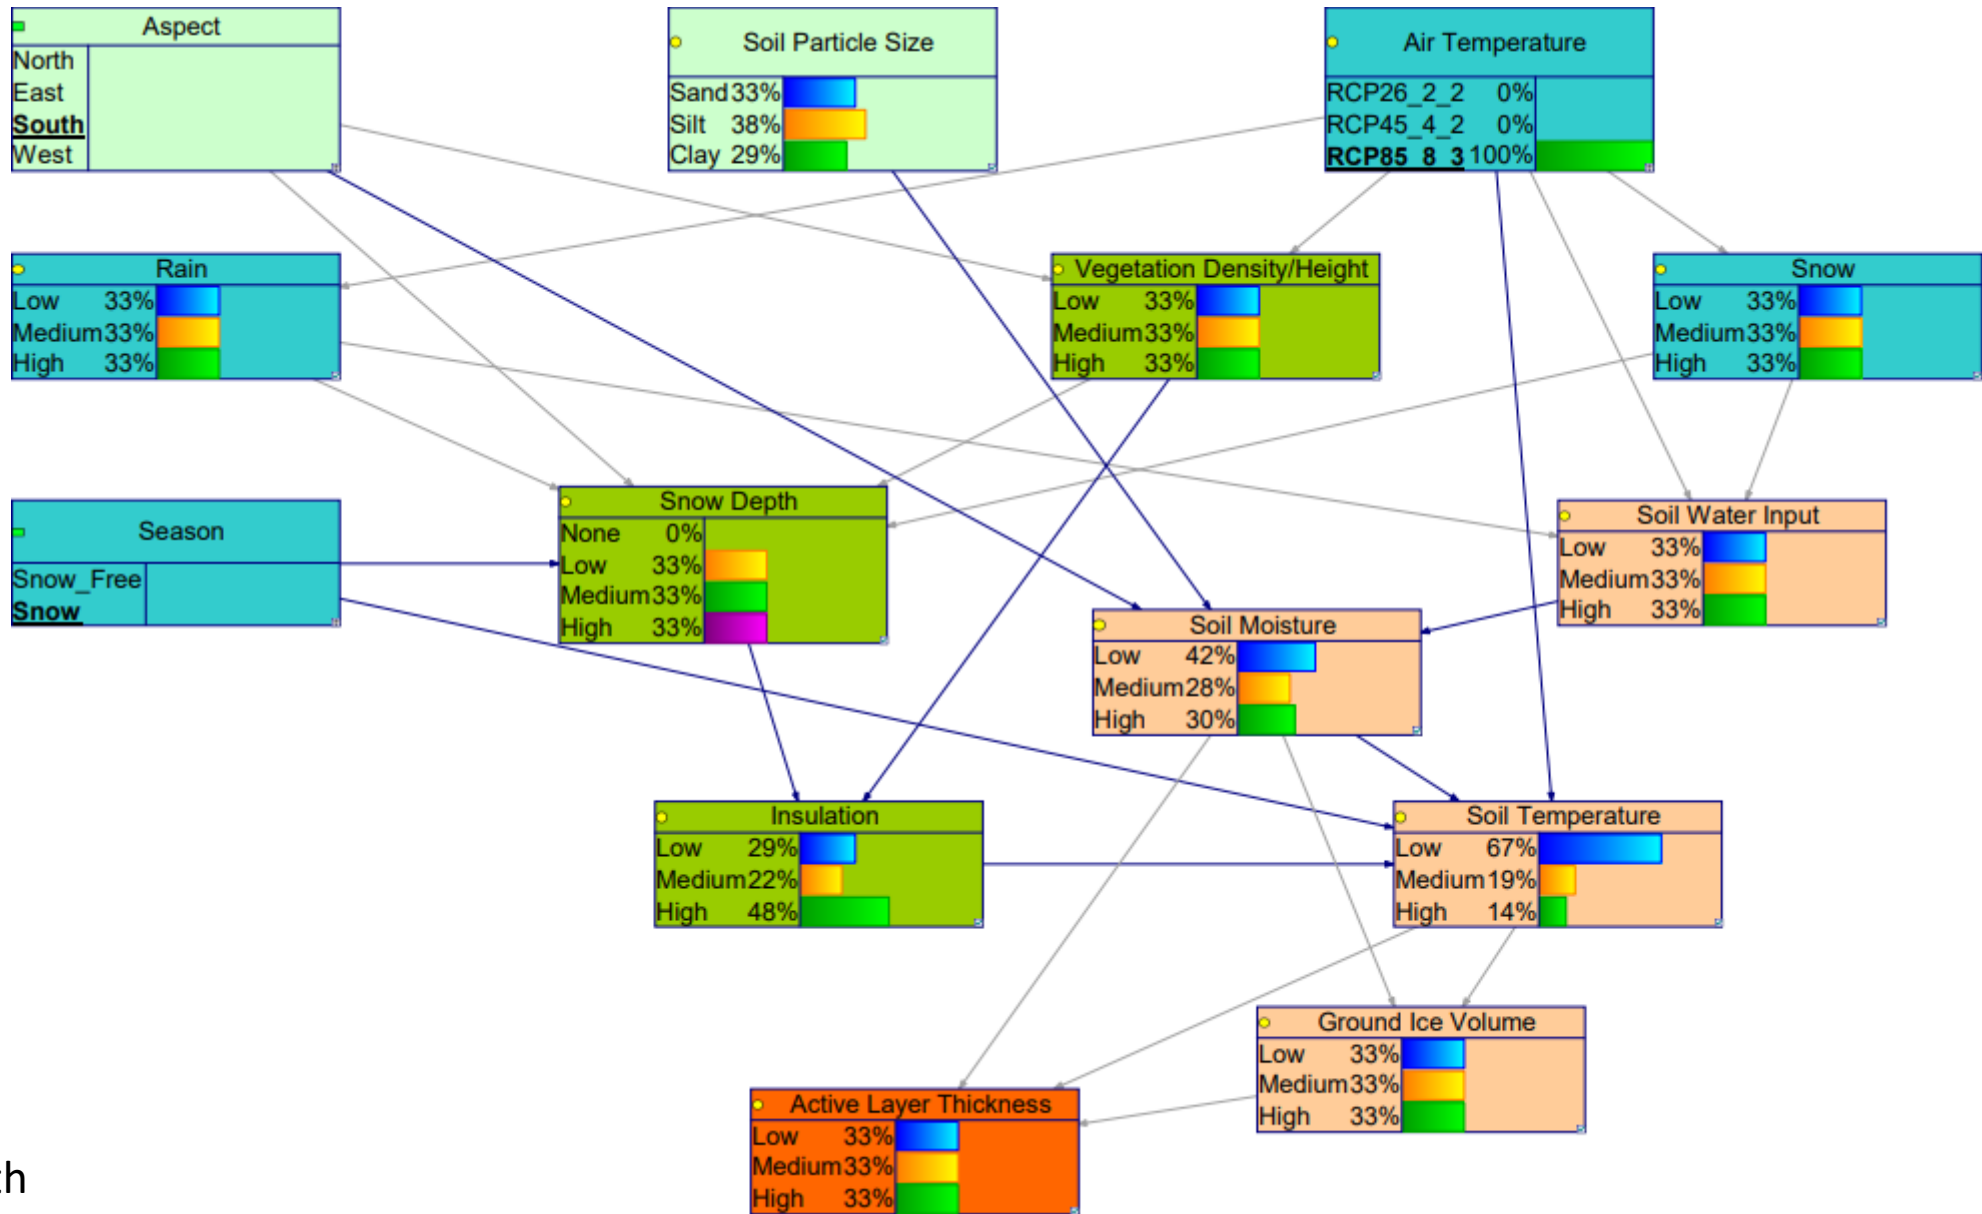 Aspect
North
East
South
West
Soil Particle Size
Sand 33%
Silt 38%
Clay 29%
Air Temperature
RCP26_2_2 0%
RCP45_4_2 0%
RCP85_8_3 100%
Rain
Low 33%
Medium 33%
High 33%
Vegetation Density/Height
Low 33%
Medium 33%
High 33%
Snow
Low 33%
Medium 33%
High 33%
Season
Snow_Free
Snow
Snow Depth
None 0%
Low 33%
Medium 33%
High 33%
Soil Water Input
Low 33%
Medium 33%
High 33%
Soil Moisture
Low 42%
Medium 28%
High 30%
Insulation
Low 29%
Medium 22%
High 48%
Soil Temperature
Low 67%
Medium 19%
High 14%
Ground Ice Volume
Low 33%
Medium 33%
High 33%
Active Layer Thickness
Low 33%
Medium 33%
High 33%